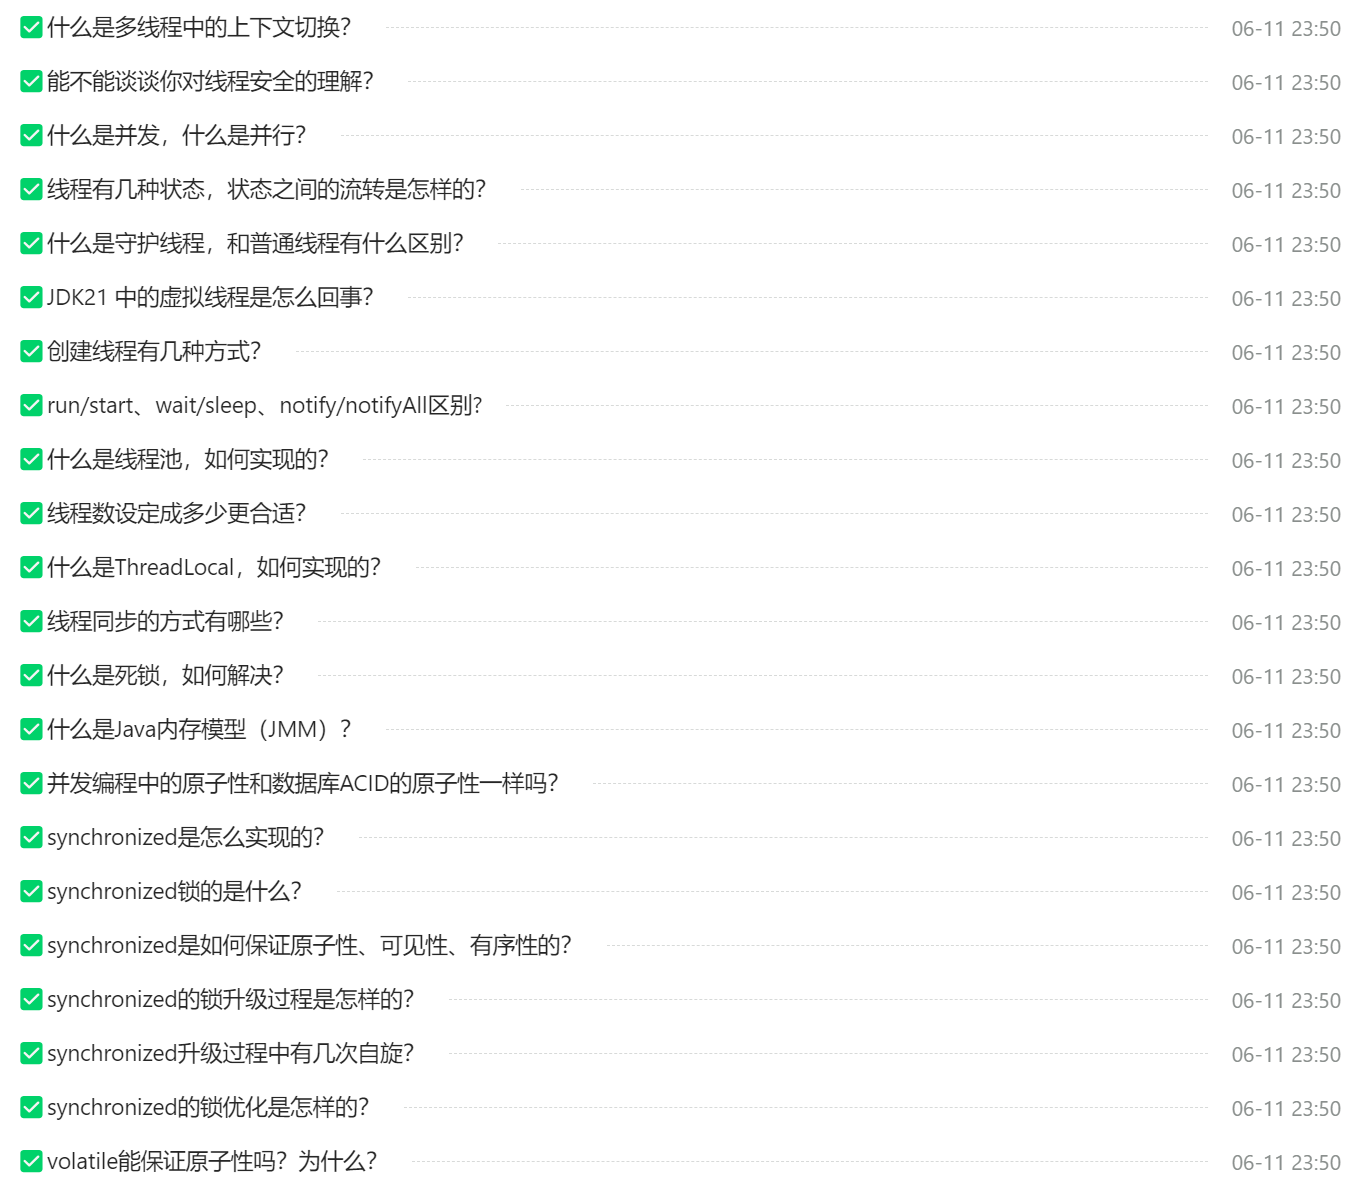 什么是多线程中的上下文切换？ 06-11 23:50
能不能谈谈你对线程安全的理解？ 06-11 23:50
什么是并发，什么是并行？ 06-11 23:50
线程有几种状态，状态之间的流转是怎样的？ 06-11 23:50
什么是守护线程，和普通线程有什么区别？ 06-11 23:50
JDK21 中的虚拟线程是怎么回事？ 06-11 23:50
创建线程有几种方式？ 06-11 23:50
run/start、wait/sleep、notify/notifyAll区别? 06-11 23:50
什么是线程池，如何实现的？ 06-11 23:50
线程数设定成多少更合适？ 06-11 23:50
什么是ThreadLocal，如何实现的？ 06-11 23:50
线程同步的方式有哪些？ 06-11 23:50
什么是死锁，如何解决？ 06-11 23:50
什么是Java内存模型（JMM）？ 06-11 23:50
并发编程中的原子性和数据库ACID的原子性一样吗？ 06-11 23:50
synchronized是怎么实现的？ 06-11 23:50
synchronized锁的是什么？ 06-11 23:50
synchronized是如何保证原子性、可见性、有序性的？ 06-11 23:50
synchronized的锁升级过程是怎样的？ 06-11 23:50
synchronized升级过程中有几次自旋？ 06-11 23:50
synchronized的锁优化是怎样的？ 06-11 23:50
volatile能保证原子性吗？为什么？ 06-11 23:50